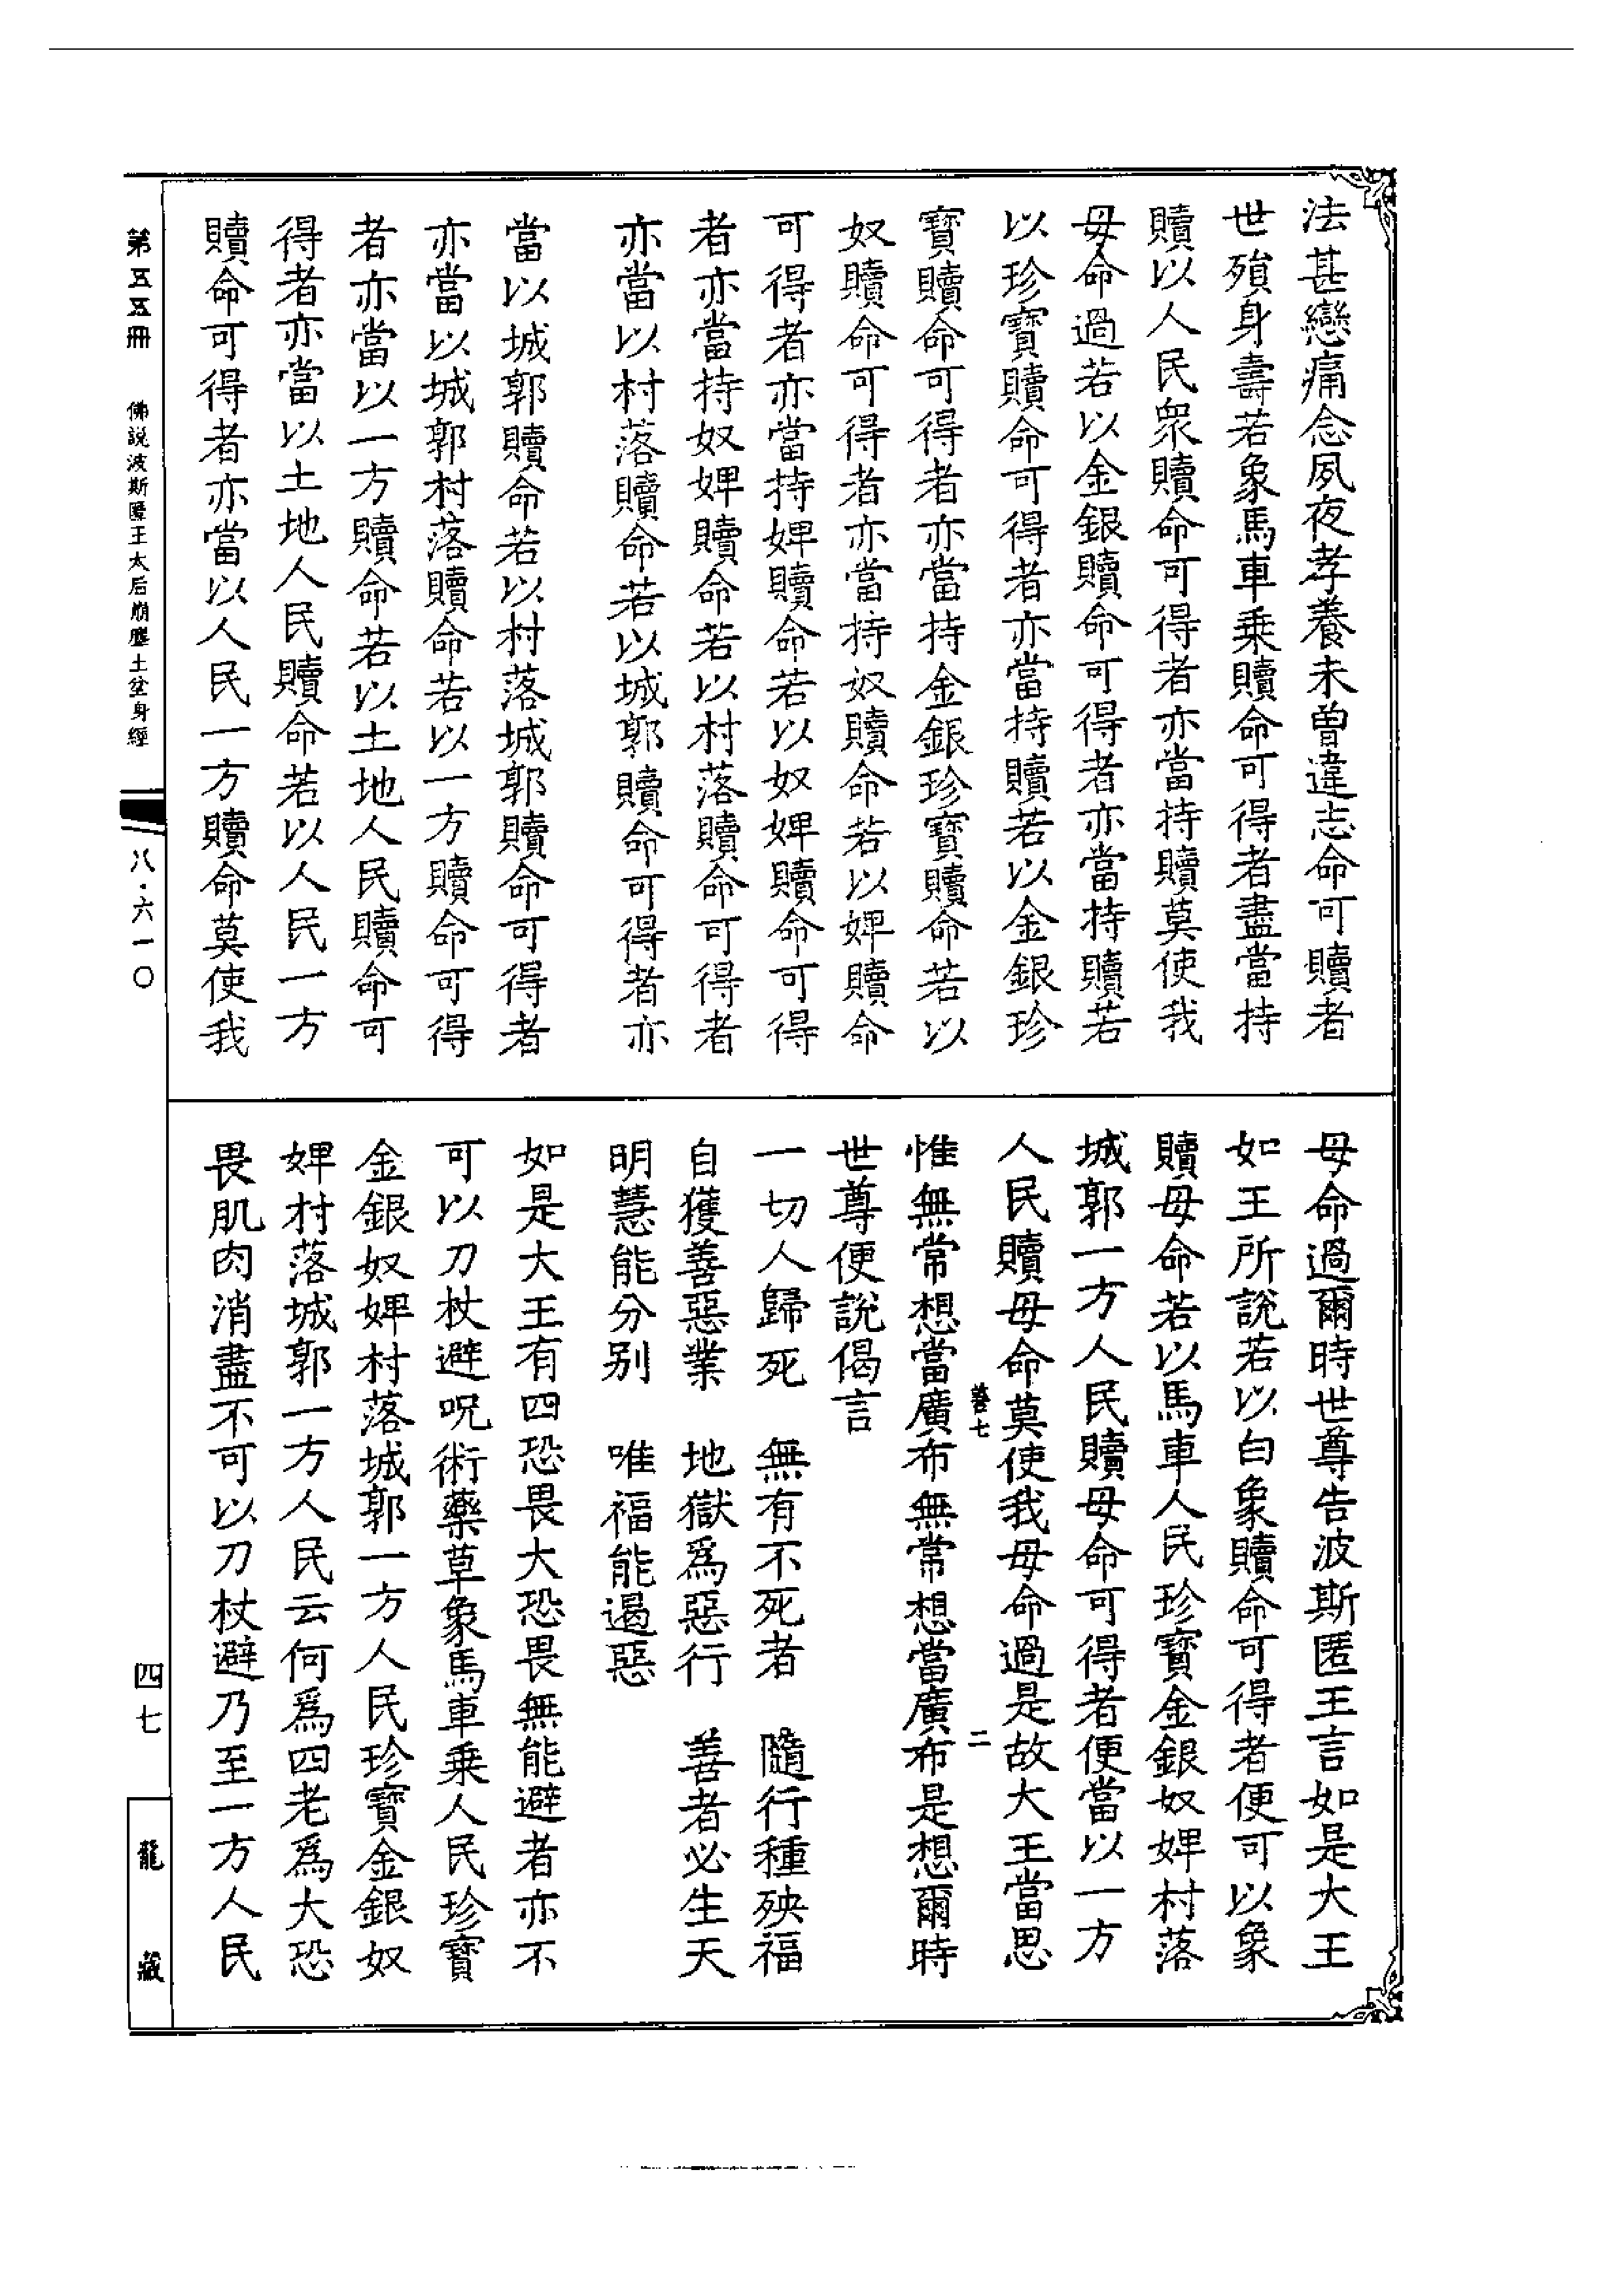 法甚戀痛念夙夜孝養未曾違志命可贖者
世殞身壽若象馬車乘贖命可得者盡當持
贖以人民衆贖命可得者亦當持贖莫使我
母命過若以金銀贖命可得者亦當持贖若
以珍寶贖命可得者亦當持贖若以金銀珍
寶贖命可得者亦當持金銀珍寶贖命若以
奴贖命可得者亦當持奴贖命若以婢贖命
可得者亦當持婢贖命若以奴婢贖命可得
者亦當持奴婢贖命若以村落贖命可得者
亦當以村落贖命若以城郭贖命可得者亦
當以城郭贖命若以村落城郭贖命可得者
亦當以城郭村落贖命若以一方贖命可得
者亦當以一方贖命若以土地人民贖命可
得者亦當以土地人民贖命若以人民一方
贖命可得者亦當以人民一方贖命莫使我
母命過爾時世尊告波斯匿王言如是大王
如王所說若以白象贖命可得者便可以象
贖母命若以馬車人民珍寶金銀奴婢村落
城郭一方人民贖母命可得者便當以一方
人民贖母命莫使我母命過是故大王當思
七 二
惟無常想當廣布無常想當廣布是想爾時
世尊便說偈言
一切人歸死 無有不死者 隨行種殃福
自獲善惡業 地獄爲惡行 善者必生天
明慧能分别 唯福能遏惡
如是大王有四恐畏大恐畏無能避者亦不
可以刀杖避呪術藥草象馬車乘人民珍寶
金銀奴婢村落城郭一方人民珍寶金銀奴
婢村落城郭一方人民云何爲四老爲大恐
畏肌肉消盡不可以刀杖避乃至一方人民
第五五冊 佛說波斯匿王太后崩塵土坌身經 八·六一〇 四七 龍藏